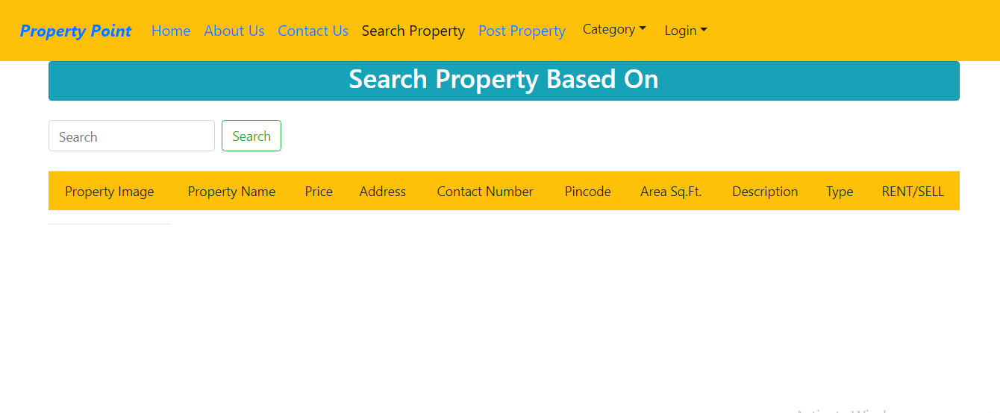 Property Point Home About Us Contact Us Search Property Post Property Category Login
Search Property Based On
Search Search
Property Image Property Name Price Address Contact Number Pincode Area Sq.Ft. Description Type RENT/SELL